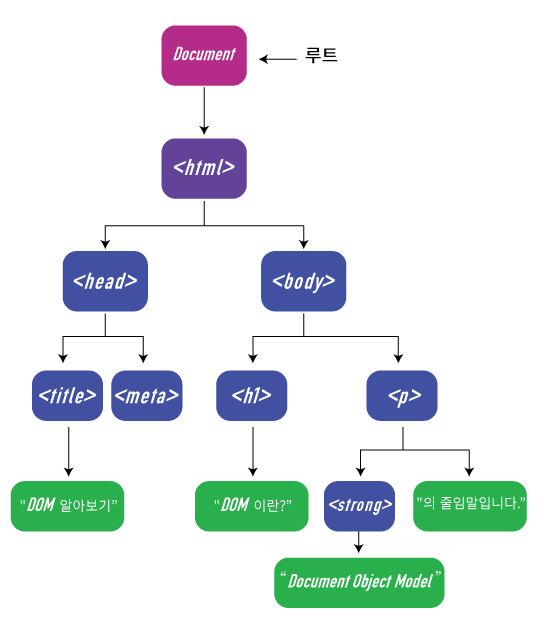 Document
루트
<html>
<head>
<body>
<title>
<meta>
<h1>
<p>
"DOM 알아보기”
"DOM 이란?”
<strong>
"의 줄임말입니다.”
“Document Object Model”